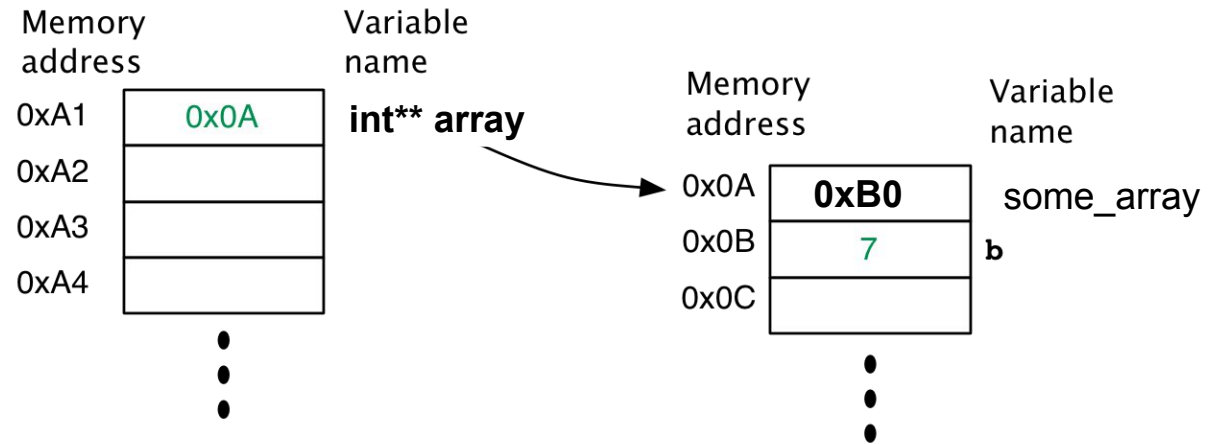 Memory
address
Variable
name
0xA1
0x0A
int** array
0xA2
0xA3
0xA4
Memory
address
Variable
name
0x0A
0xB0
some_array
0x0B
7
b
0x0C